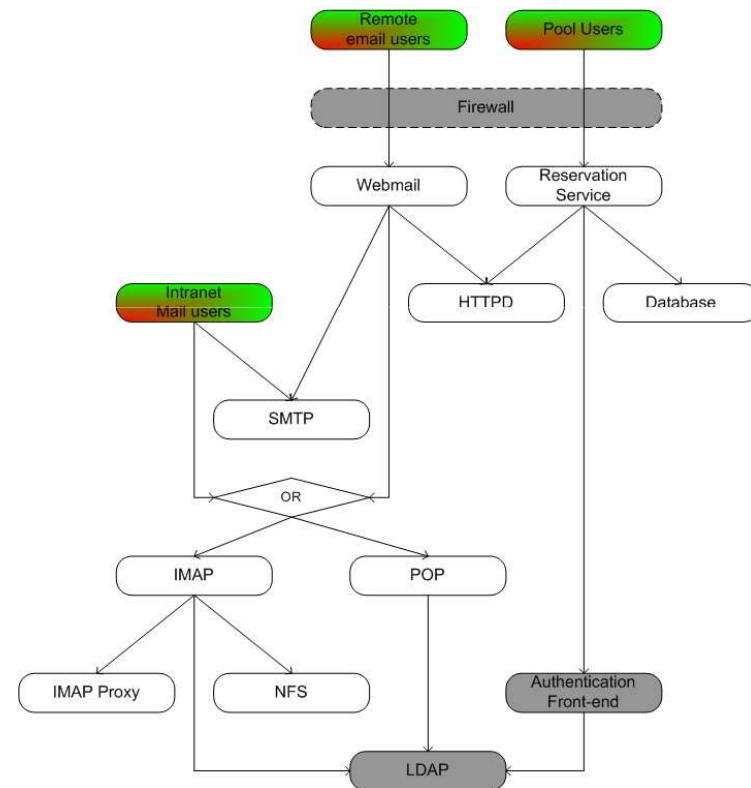 Remote
email users
Pool Users
Firewall
Webmail
Reservation
Service
Intranet
Mail users
HTTPD
Database
SMTP
OR
IMAP
POP
IMAP Proxy
NFS
Authentication
Front-end
LDAP